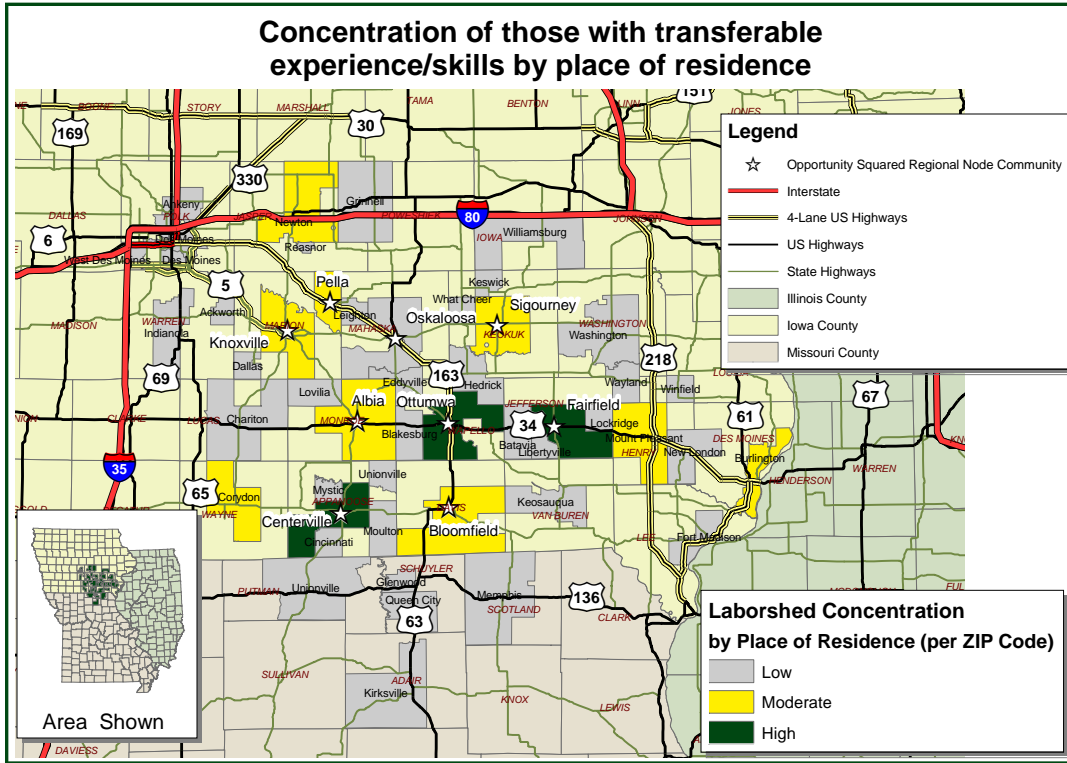 Concentration of those with transferable
experience/skills by place of residence
Legend
Opportunity Squared Regional Node Community
Interstate
4-Lane US Highways
US Highways
State Highways
Illinois County
Iowa County
Missouri County
BOONE
STORY
MARSHALL
TAMA
BENTON
LINN
151
JONES
169
30
330
Ankeny
Grinnell
DALLAS
POLK
JASPER
POWESHIEK
80
JOHNSON
6
Newton
IOWA
Williamsburg
Des Moines
Reasnor
West Des Moines
Des Moines
5
Pella
Keswick
What Cheer
Sigourney
Ackworth
Leighton
Oskaloosa
MADISON
WARREN
Indianola
MARION
MAHASKA
KEOKUK
WASHINGTON
Washington
Knoxville
218
Dallas
69
163
Eddyville
Hedrick
Wayland
Winfield
Lovilia
Albia
Ottumwa
JEFFERSON
Fairfield
61
67
CLARKE
LUCAS
Chariton
MONROE
Blakesburg
WAPELLO
34
Batavia
Lockridge
Mount Pleasant
DES MOINES
Libertyville
HENRY
New London
Burlington
35
Unionville
WARREN
HENDERSON
65
Corydon
Mystic
APPANOOSE
DAVIS
Keosauqua
WAYNE
Centerville
Bloomfield
VAN BUREN
Moulton
Cincinnati
LEE
Fort Madison
SCHUYLER
Glenwood
PUTNAM
Unionville
Queen City
Memphis
136
SCOTLAND
63
CLARK
SULLIVAN
ADAIR
Kirksville
KNOX
LEWIS
DAVIESS
Area Shown
Laborshed Concentration
by Place of Residence (per ZIP Code)
Low
Moderate
High